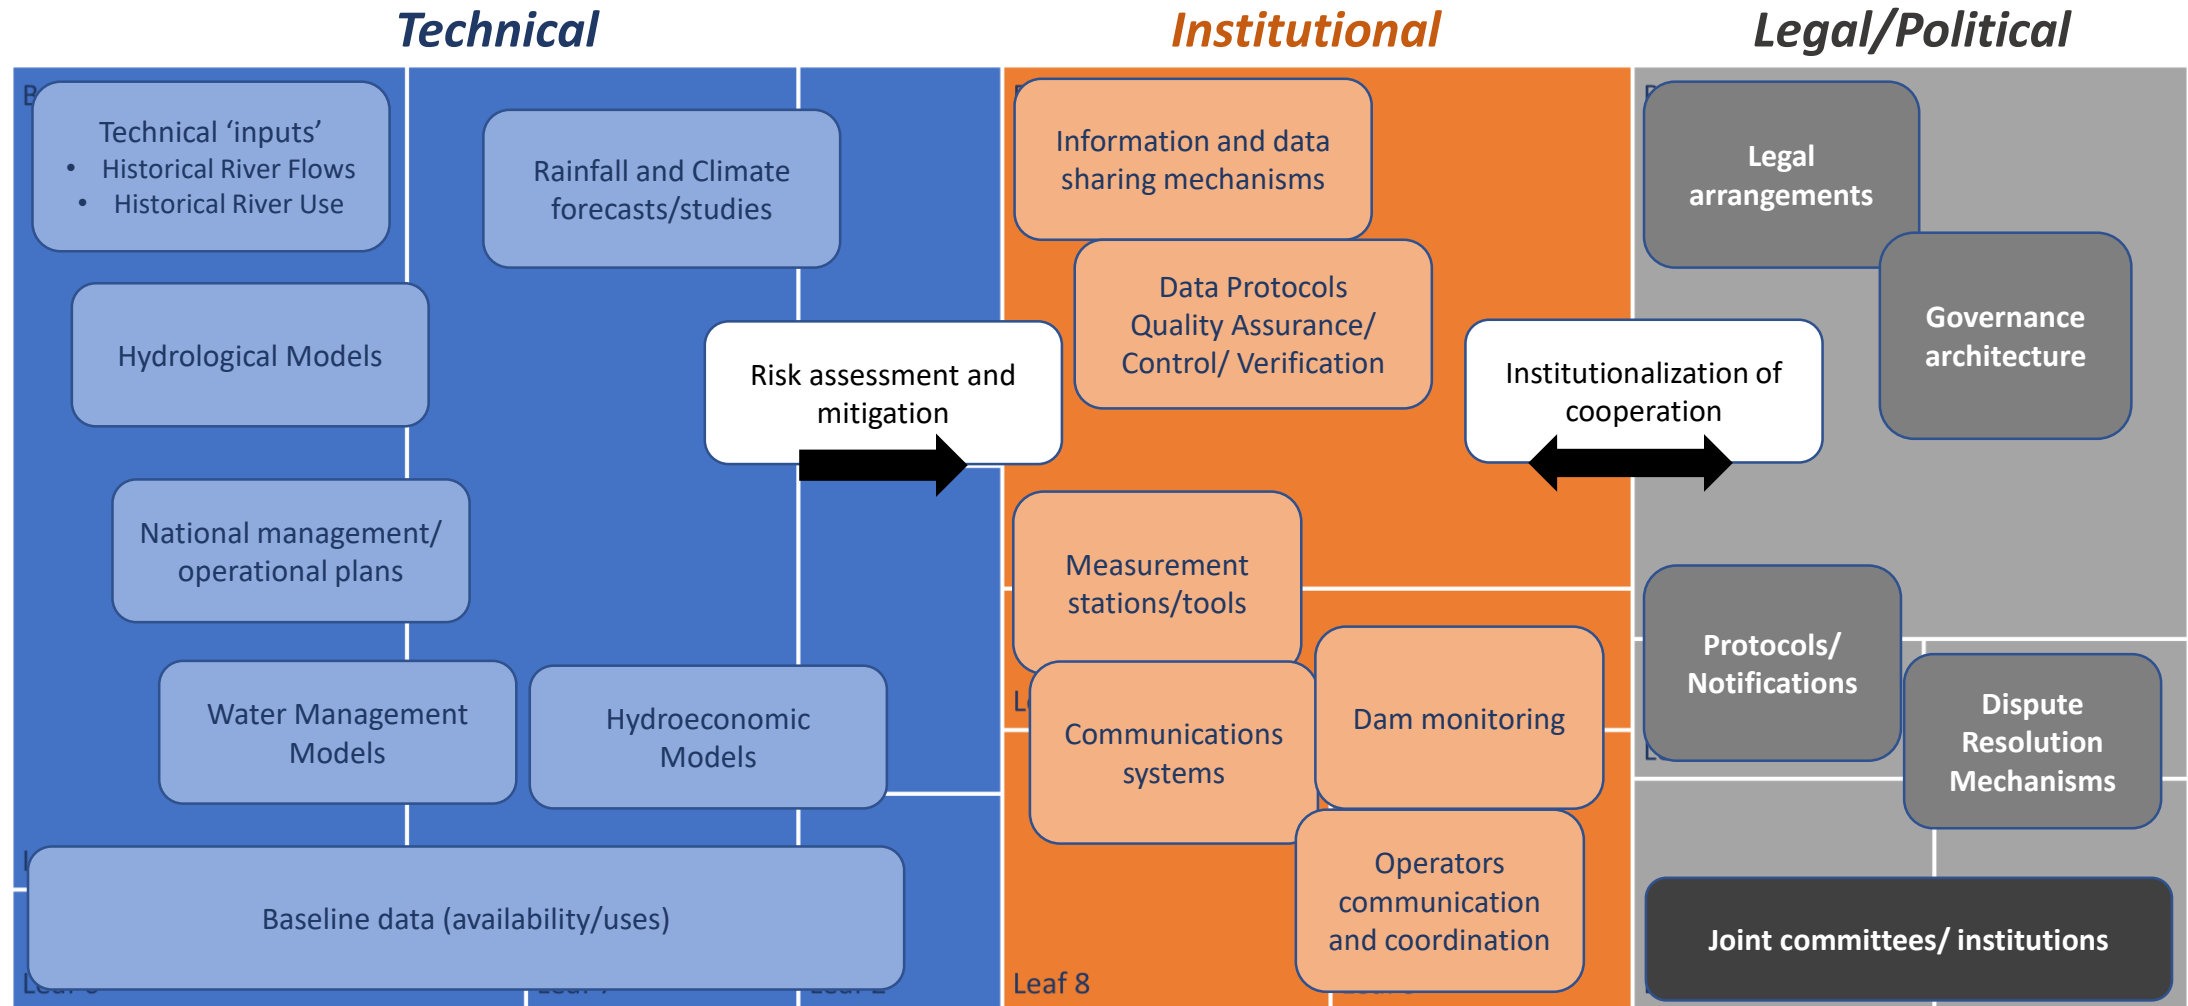 Technical
Institutional
Legal/Political
Technical ‘inputs’
• Historical River Flows
• Historical River Use
Rainfall and Climate
forecasts/studies
Hydrological Models
National management/
operational plans
Water Management
Models
Hydroeconomic
Models
Baseline data (availability/uses)
Risk assessment and
mitigation
Information and data
sharing mechanisms
Data Protocols
Quality Assurance/
Control/ Verification
Measurement
stations/tools
Communications
systems
Dam monitoring
Operators
communication
and coordination
Leaf 8
Institutionalization of
cooperation
Legal
arrangements
Governance
architecture
Protocols/
Notifications
Dispute
Resolution
Mechanisms
Joint committees/ institutions